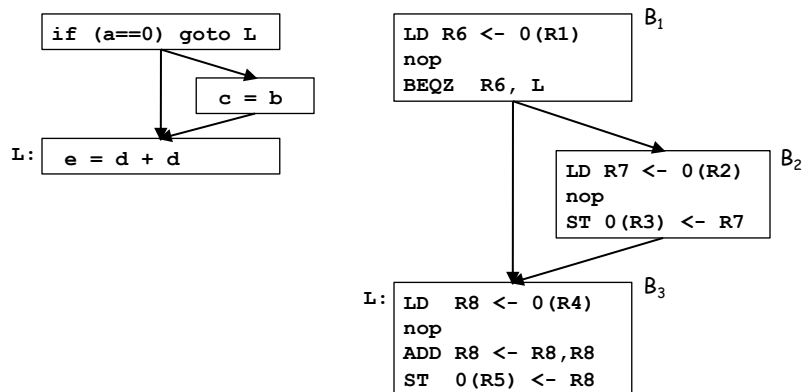 if (a==0) goto L
c = b
L: e = d + d
B1
LD R6 <- 0(R1)
nop
BEQZ R6, L
B2
LD R7 <- 0(R2)
nop
ST 0(R3) <- R7
B3
L: LD R8 <- 0(R4)
nop
ADD R8 <- R8,R8
ST 0(R5) <- R8